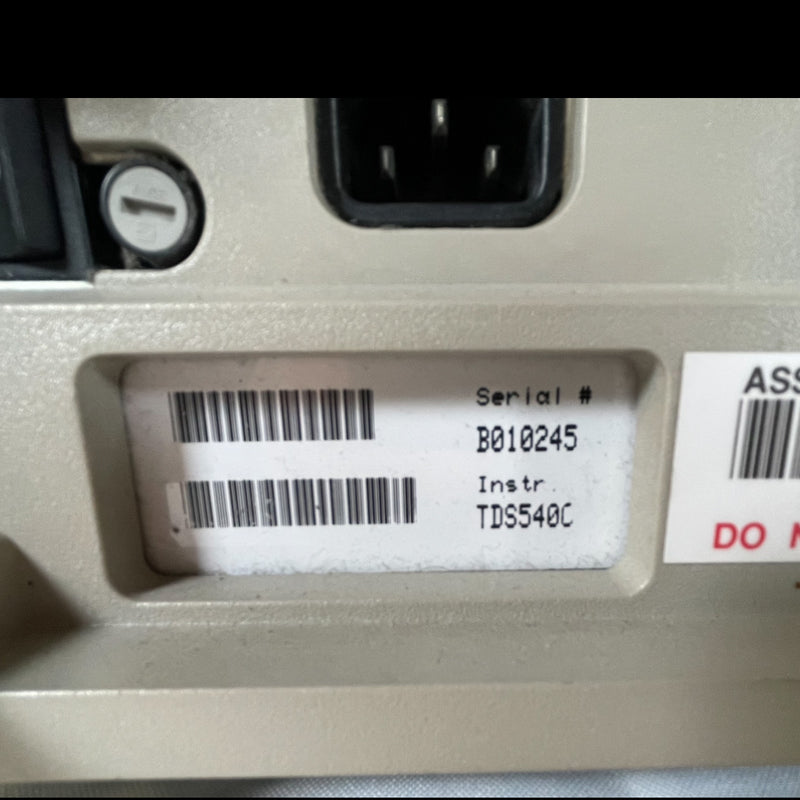 Serial #
B010245
Instr.
TDS540C
ASS
DO N